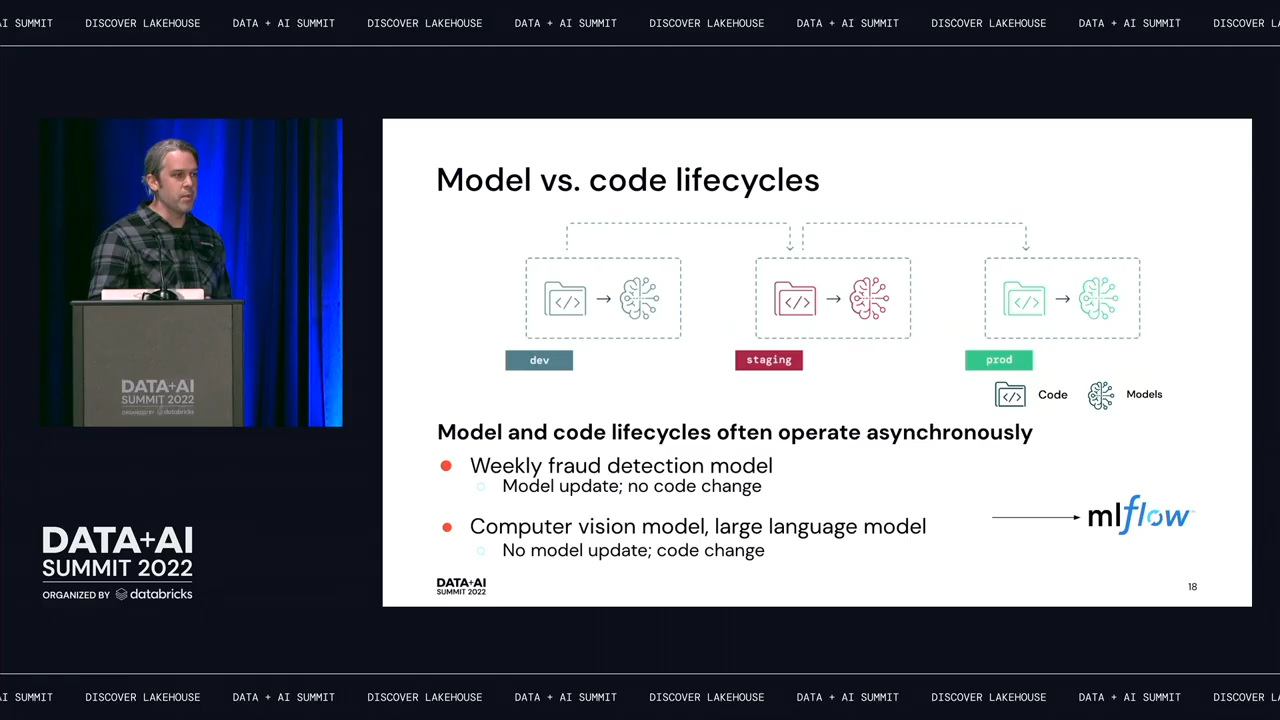 AI SUMMIT DISCOVER LAKEHOUSE DATA + AI SUMMIT DISCOVER LAKEHOUSE DATA + AI SUMMIT DISCOVER LAKEHOUSE DATA + AI SUMMIT DISCOVER LAKEHOUSE DATA + AI SUMMIT DISCOVER L
Model vs. code lifecycles
dev
staging
prod
Code
Models
Model and code lifecycles often operate asynchronously
Weekly fraud detection model
Model update; no code change
Computer vision model, large language model
No model update; code change
mlflow
DATA+AI
SUMMIT 2022
18
DATA+AI
SUMMIT 2022
ORGANIZED BY databricks
DATA+AI
SUMMIT 2022
ORGANIZED BY databricks
AI SUMMIT DISCOVER LAKEHOUSE DATA + AI SUMMIT DISCOVER LAKEHOUSE DATA + AI SUMMIT DISCOVER LAKEHOUSE DATA + AI SUMMIT DISCOVER LAKEHOUSE DATA + AI SUMMIT DISCOVER L